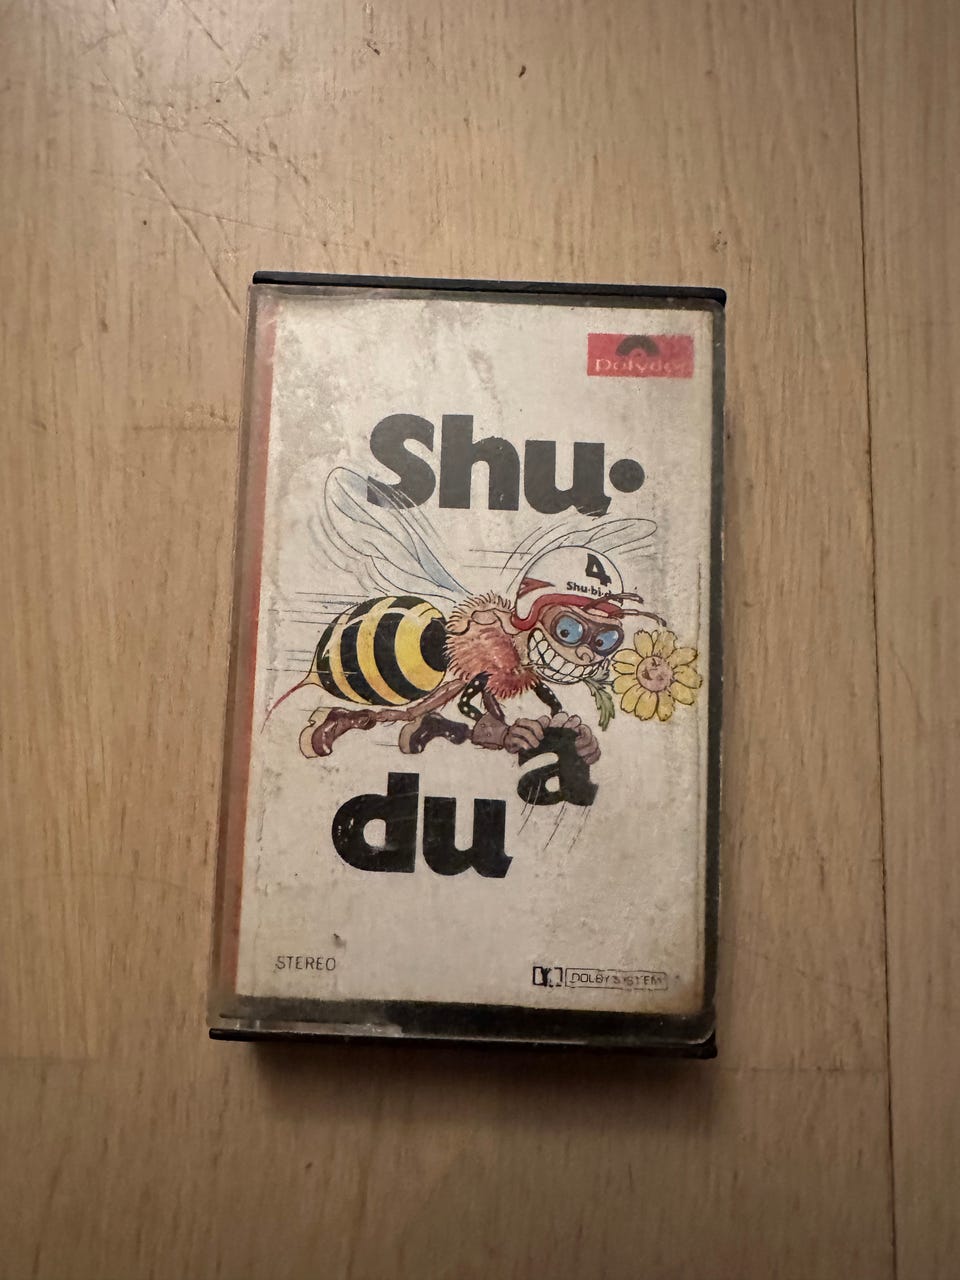 Polydor
Shu·
4
Shu·bi·d
a
du
STEREO
DOLBY SYSTEM